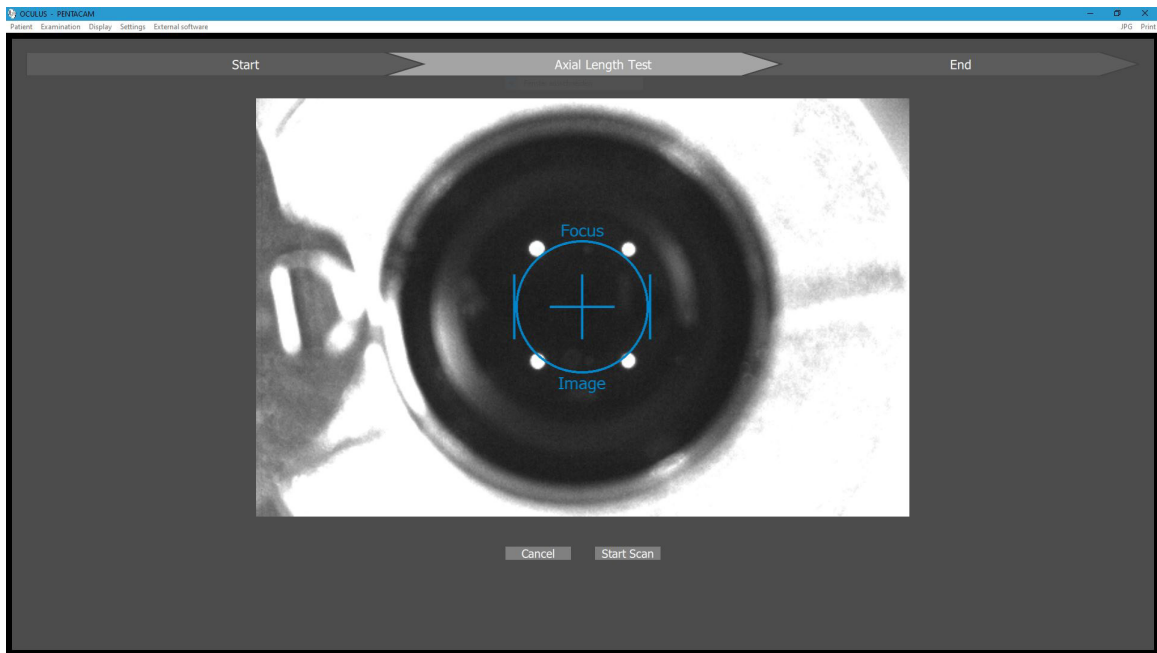 OCULUS - PENTACAM
Patient Examination Display Settings External software JPG Print
Start Axial Length Test End
Focus
Image
Cancel Start Scan